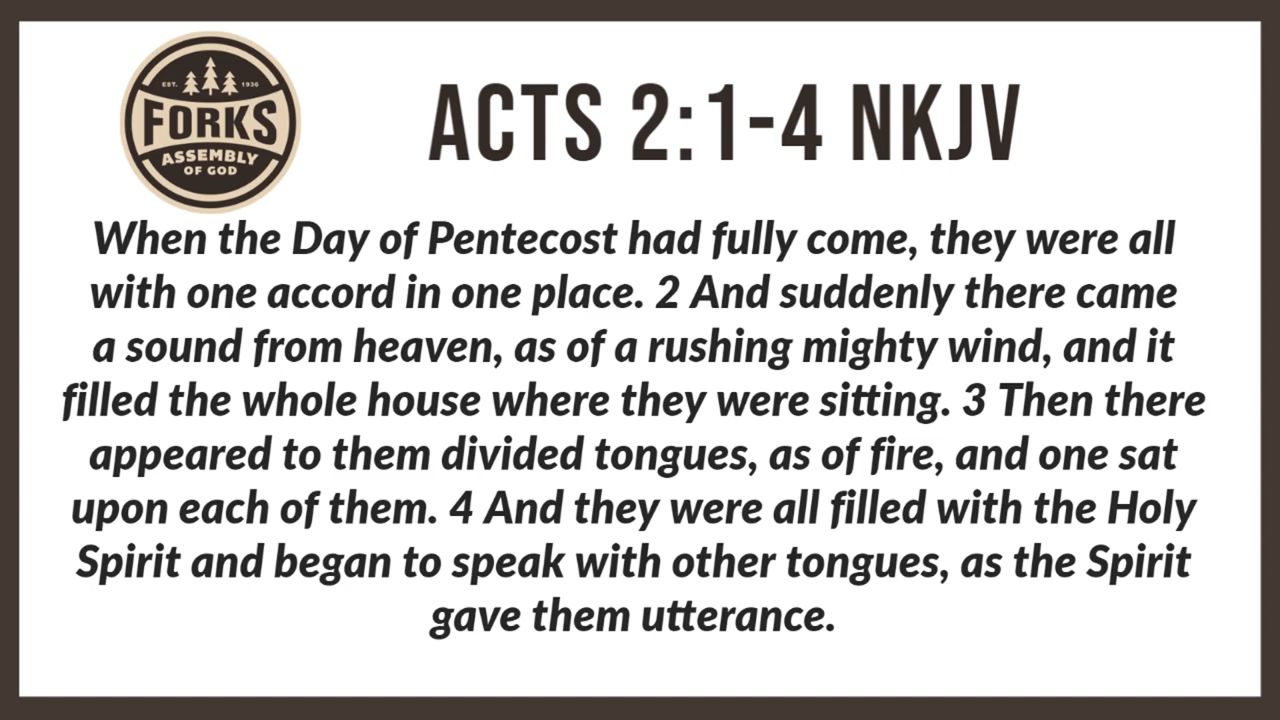 EST. 1936
FORKS
ASSEMBLY
OF GOD
ACTS 2:1-4 NKJV
When the Day of Pentecost had fully come, they were all
with one accord in one place. 2 And suddenly there came
a sound from heaven, as of a rushing mighty wind, and it
filled the whole house where they were sitting. 3 Then there
appeared to them divided tongues, as of fire, and one sat
upon each of them. 4 And they were all filled with the Holy
Spirit and began to speak with other tongues, as the Spirit
gave them utterance.